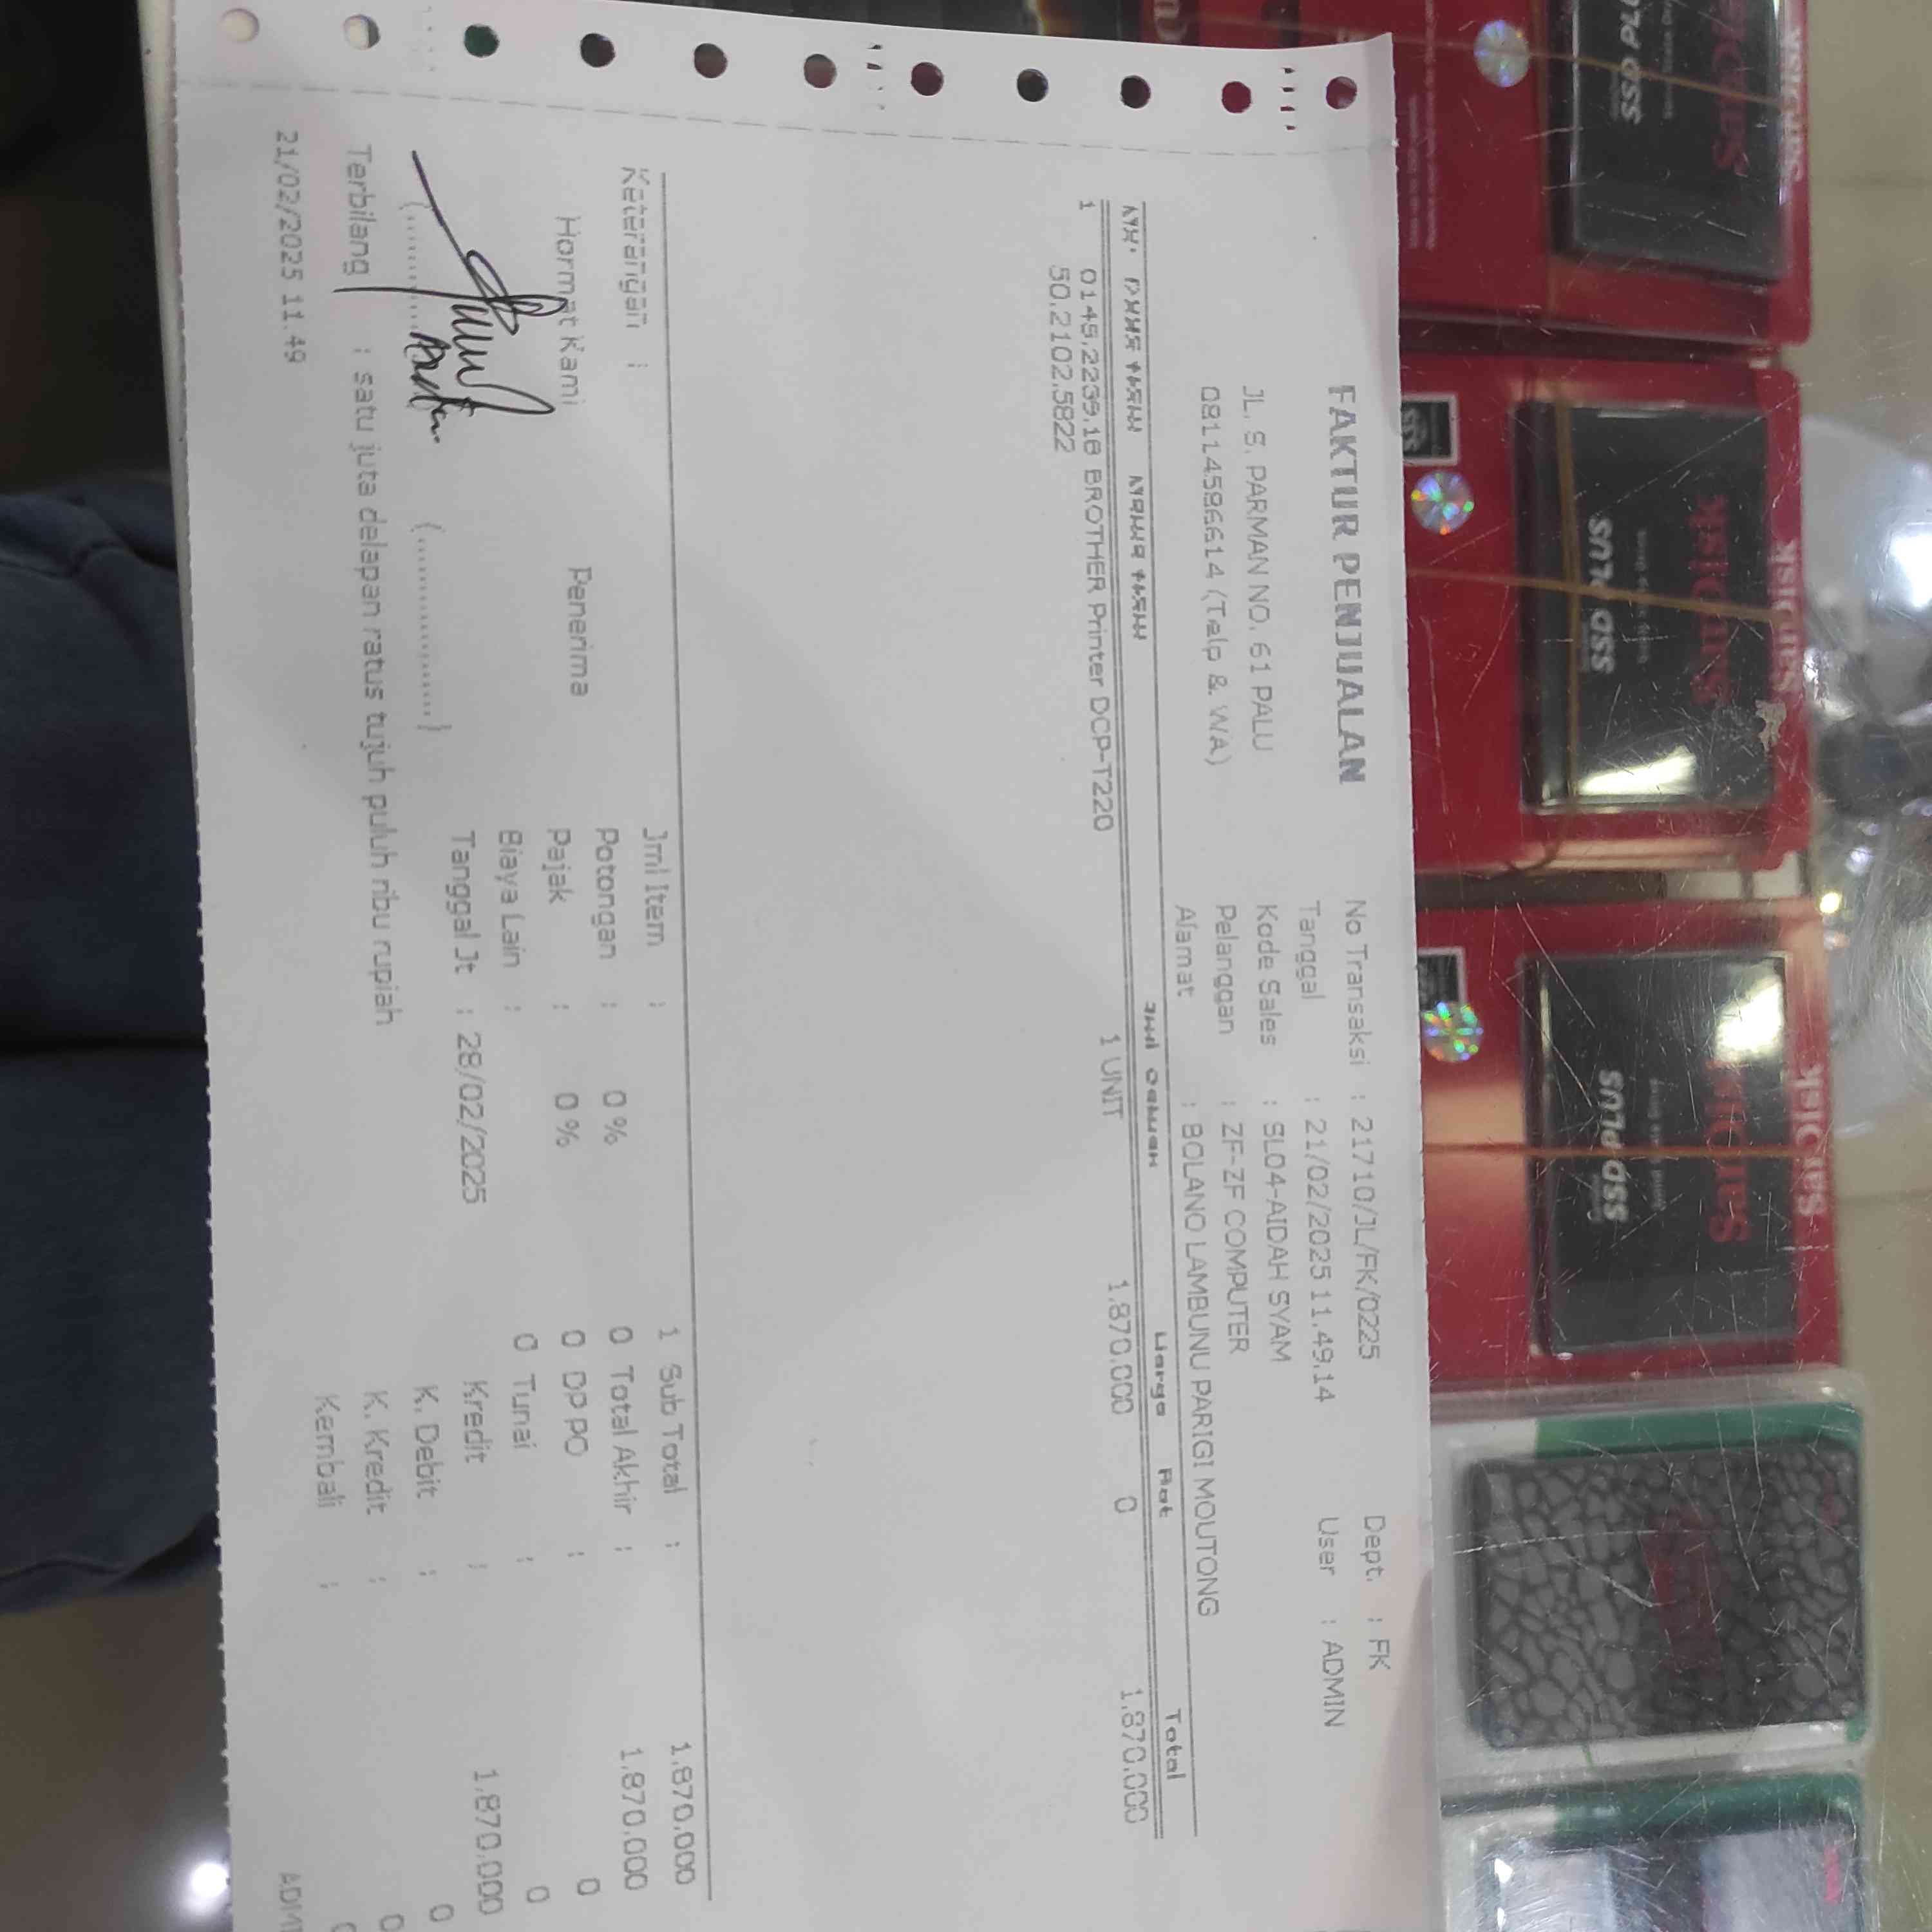 FAKTUR PENJUALAN
JL. S. PARMAN NO. 61 PALU
08114586614 (Telp & WA)
No Transaksi : 21710/JL/FK/0225
Tanggal : 21/02/2025 11.49.14
Kode Sales : SL04-AIDAH SYAM
Pelanggan : ZF-ZF COMPUTER
Alamat : BOLANO LAMBUNU PARIGI MOUTONG
Dept. : FK
User : ADMIN
Harga Pot Total
1 0145.2239.16 BROTHER Printer DCP-T220 1 UNIT 1.870.000 0 1.870.000
50.2102.5822
Keterangan :
Hormat Kami Penerima
Jml Item : 1 Sub Total : 1.870.000
Potongan : 0 % 0 Total Akhir : 1.870.000
Pajak : 0 % 0 DP PO : 0
Biaya Lain : 0 Tunai : 0
Tanggal Jt : 28/02/2025 Kredit : 1.870.000
K. Debit : 0
K. Kredit : 0
Kembali : 0
Terbilang : satu juta delapan ratus tujuh puluh ribu rupiah
21/02/2025 11.49
SanDisk
SSD PLUS
SanDisk
SanDisk
SSD PLUS
SanDisk
SanDisk
SSD PLUS